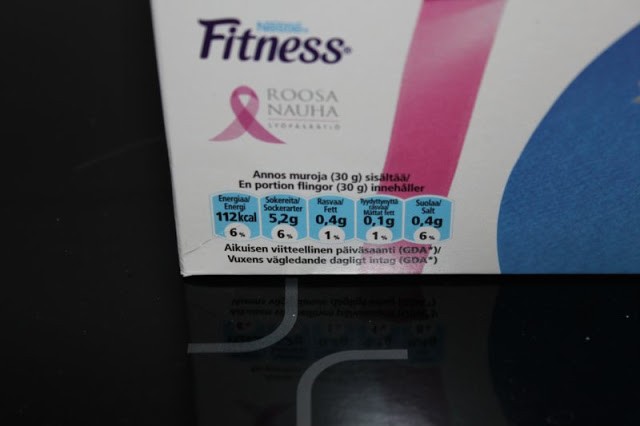 Nestlé
Fitness®
ROOSA
NAUHA
SYÖPÄSÄÄTIÖ
Annos muroja (30 g) sisältää/
En portion flingor (30 g) innehåller
Energiaa/ Sokereita/ Rasvaa/ Tyydyttynyttä Suolaa/
Energi Sockerarter Fett rasvaa/ Salt
Mättat fett
112kcal 5,2g 0,4g 0,1g 0,4g
6% 6% 1% 1% 6%
Aikuisen viitteellinen päiväsaanti (GDA*)/
Vuxens vägledande dagligt intag (GDA*)